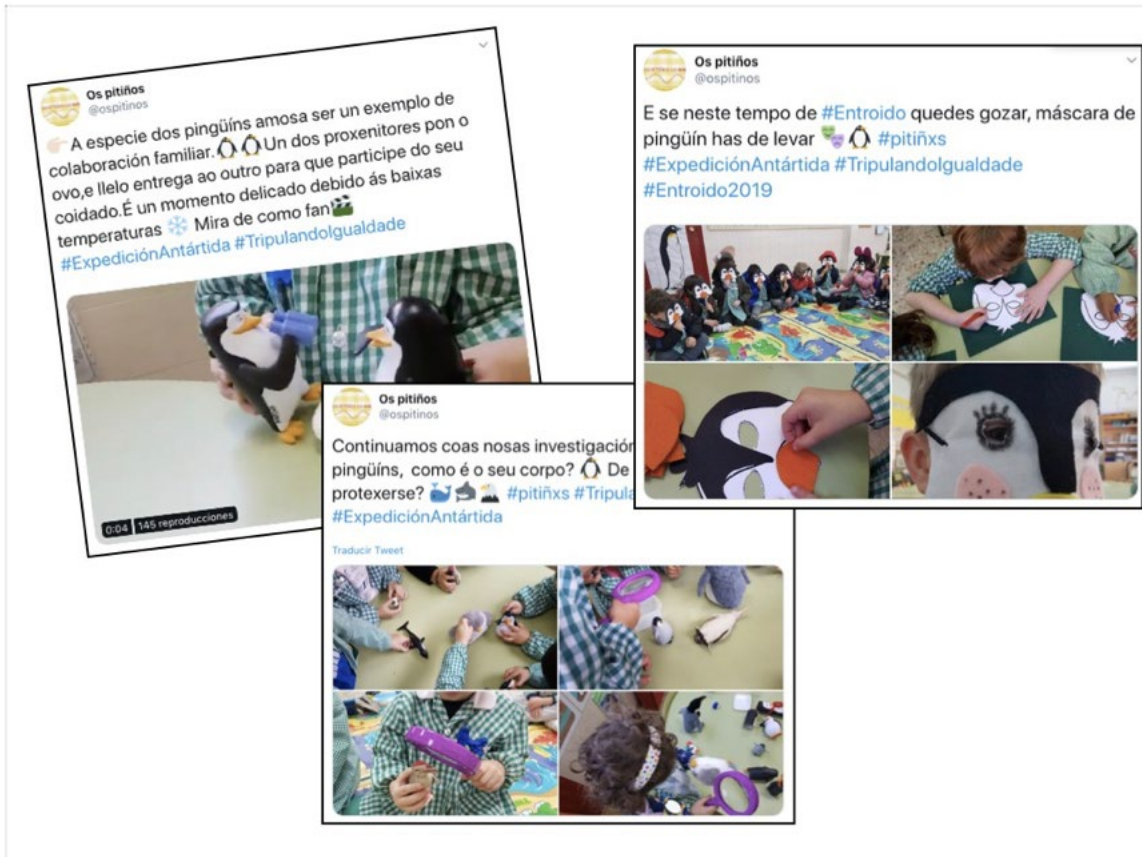 Os pitiños
@ospitinos
👉🏻A especie dos pingüíns amosa ser un exemplo de
colaboración familiar.🐧🐧Un dos proxenitores pon o
ovo,e llelo entrega ao outro para que participe do seu
coidado.É un momento delicado debido ás baixas
temperaturas ❄️ Mira de como fan🎬
#ExpediciónAntártida #TripulandoIgualdade
0:04 145 reproducciones
Os pitiños
@ospitinos
Continuamos coas nosas investigación
pingüíns, como é o seu corpo? 🐧 De
protexerse? 🐳🦈🦅 #pitiñxs #Tripula
#ExpediciónAntártida
Traducir Tweet
Os pitiños
@ospitinos
E se neste tempo de #Entroido quedes gozar, máscara de
pingüín has de levar 🎭🐧 #pitiñxs
#ExpediciónAntártida #TripulandoIgualdade
#Entroido2019